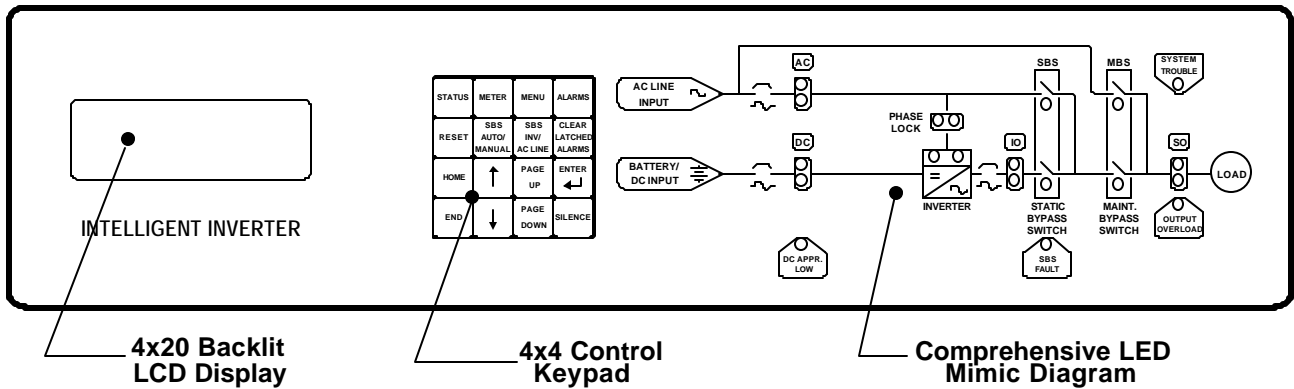 INTELLIGENT INVERTER
STATUS
METER
MENU
ALARMS
RESET
SBS
AUTO/
MANUAL
SBS
INV/
AC LINE
CLEAR
LATCHED
ALARMS
HOME
PAGE
UP
ENTER
END
PAGE
DOWN
SILENCE
AC LINE
INPUT
BATTERY/
DC INPUT
AC
DC
DC APPR.
LOW
PHASE
LOCK
INVERTER
IO
SBS
STATIC
BYPASS
SWITCH
SBS
FAULT
MBS
MAINT.
BYPASS
SWITCH
SYSTEM
TROUBLE
SO
OUTPUT
OVERLOAD
LOAD
4x20 Backlit
LCD Display
4x4 Control
Keypad
Comprehensive LED
Mimic Diagram